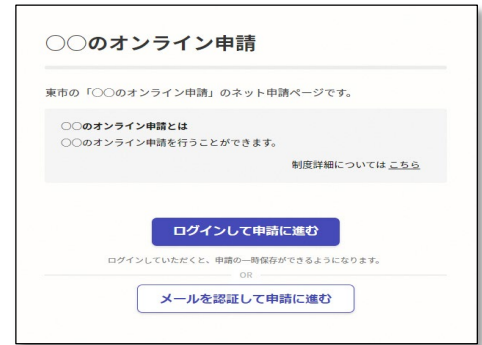 ○○のオンライン申請
東市の「○○のオンライン申請」のネット申請ページです。
○○のオンライン申請とは
○○のオンライン申請を行うことができます。
制度詳細については こちら
ログインして申請に進む
ログインしていただくと、申請の一時保存ができるようになります。
OR
メールを認証して申請に進む